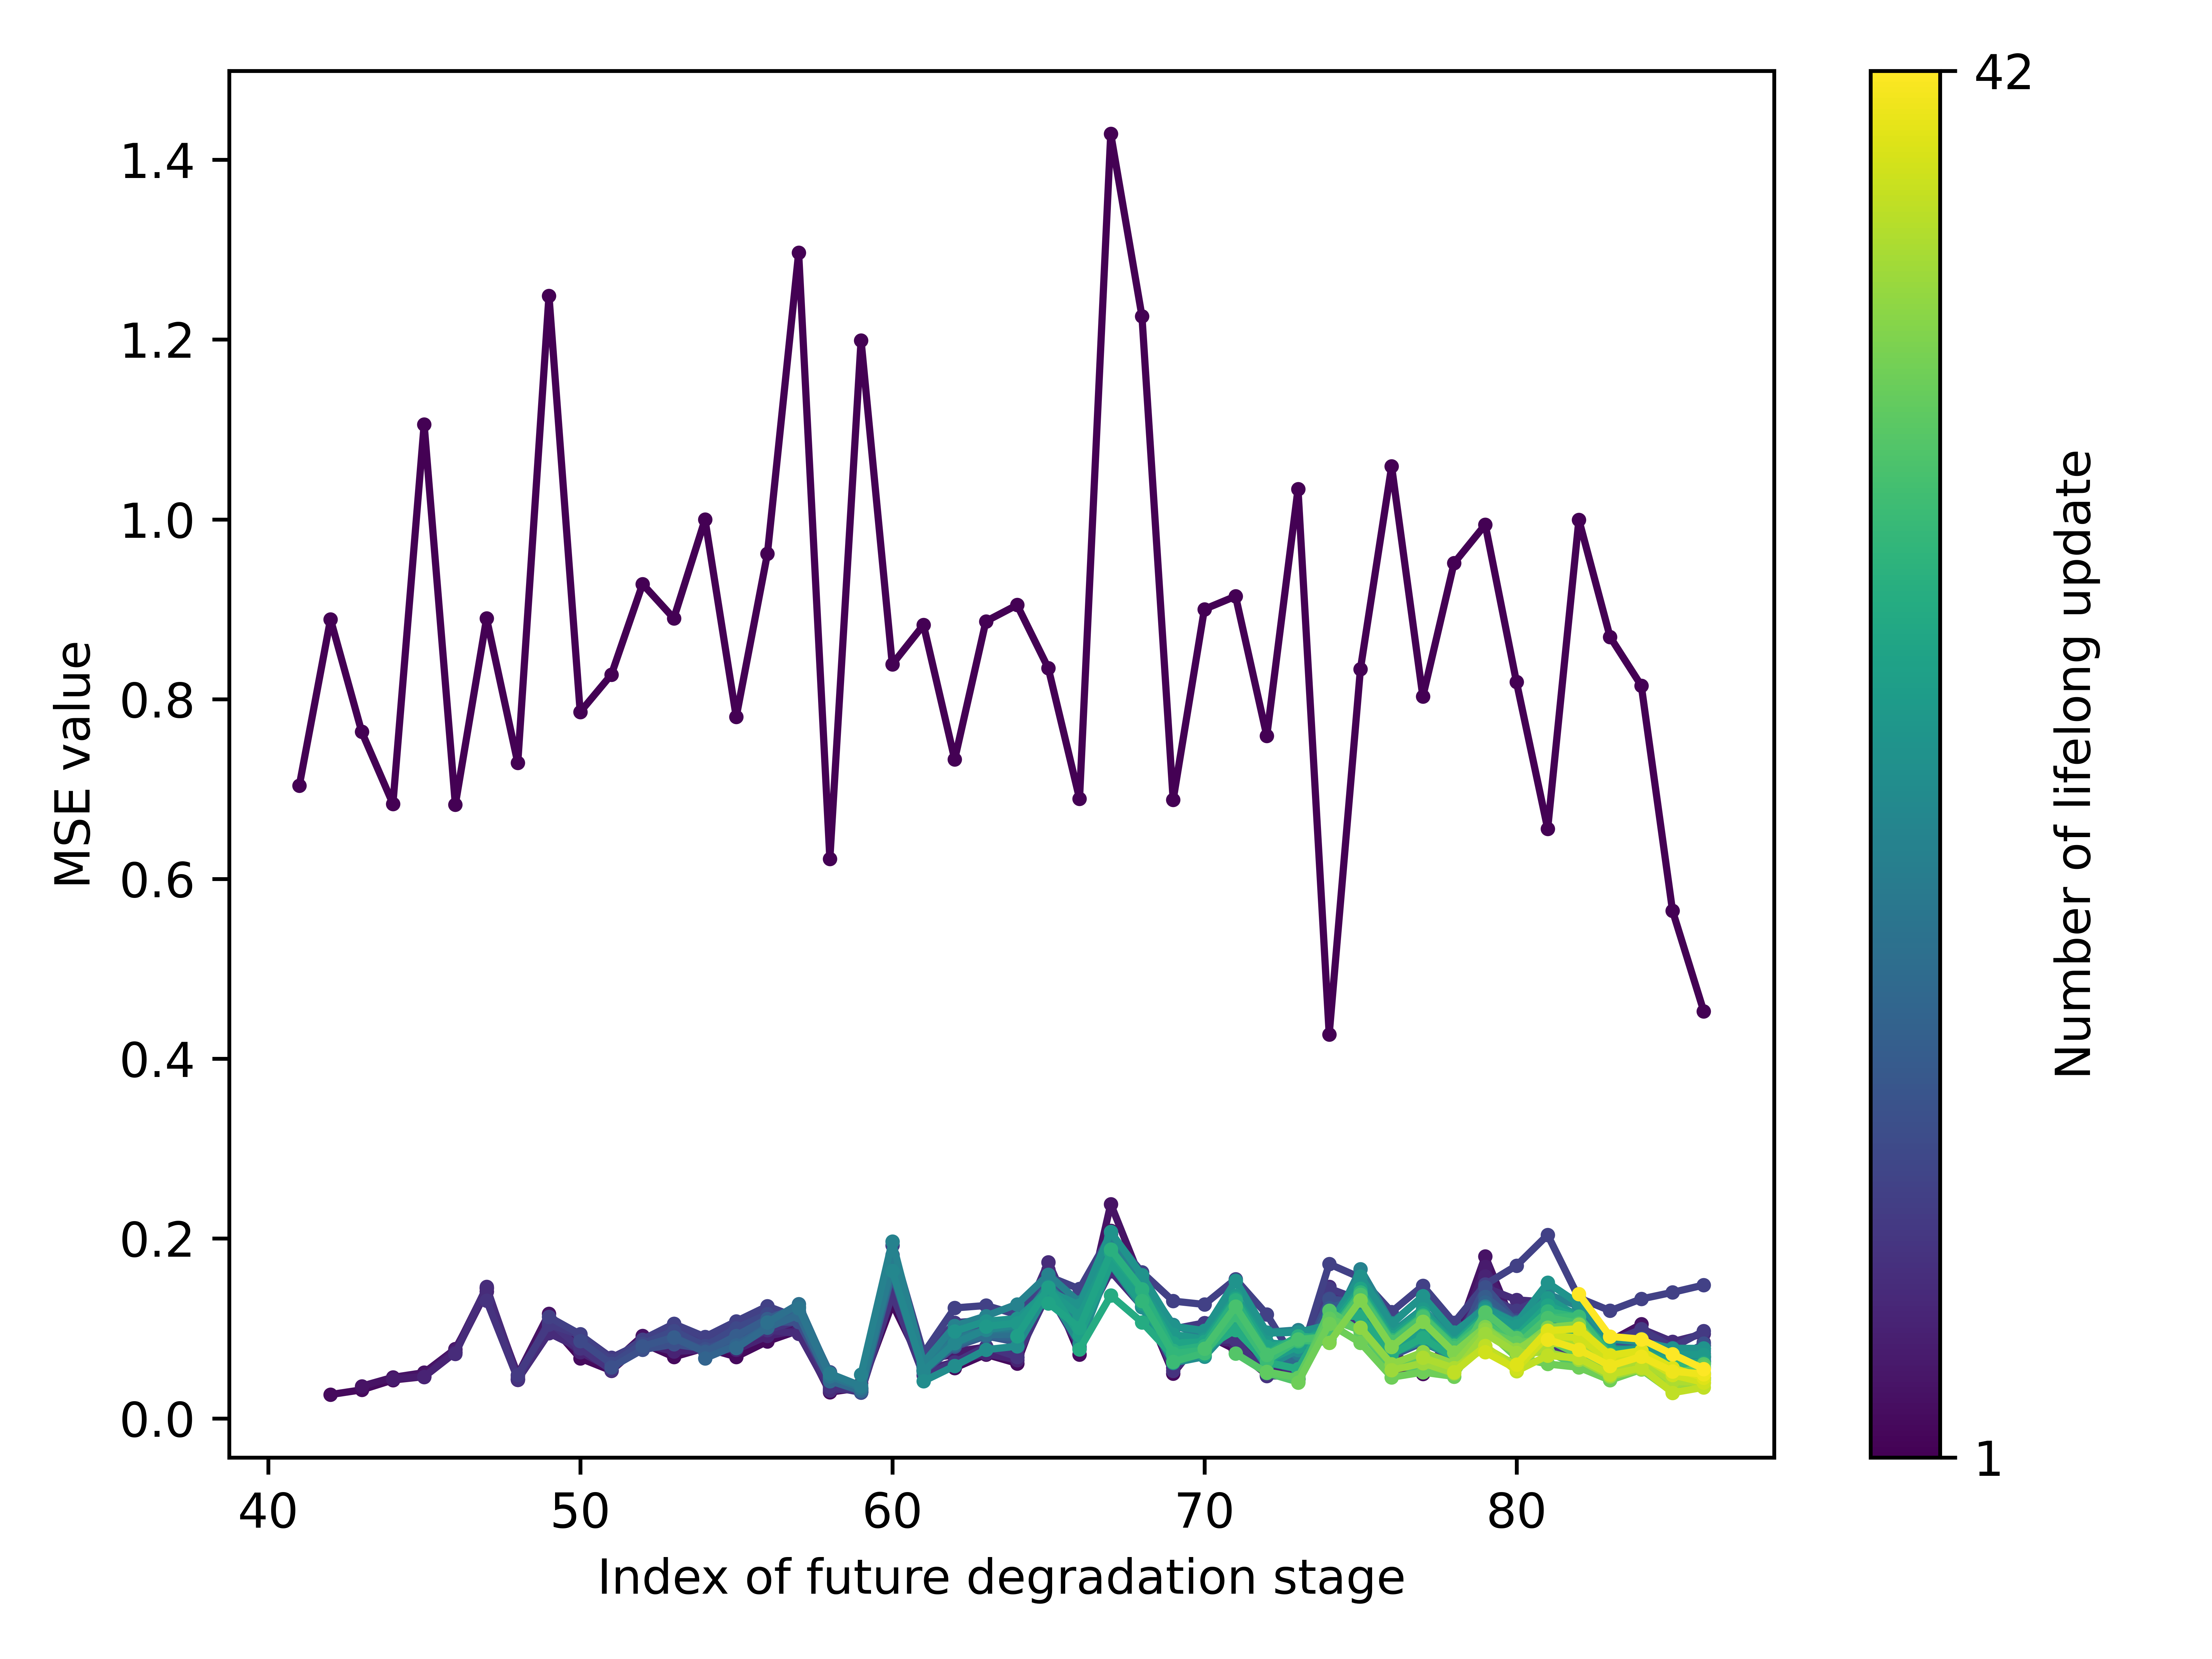 MSE value
1.4
1.2
1.0
0.8
0.6
0.4
0.2
0.0
40 50 60 70 80
Index of future degradation stage
42
1
Number of lifelong update